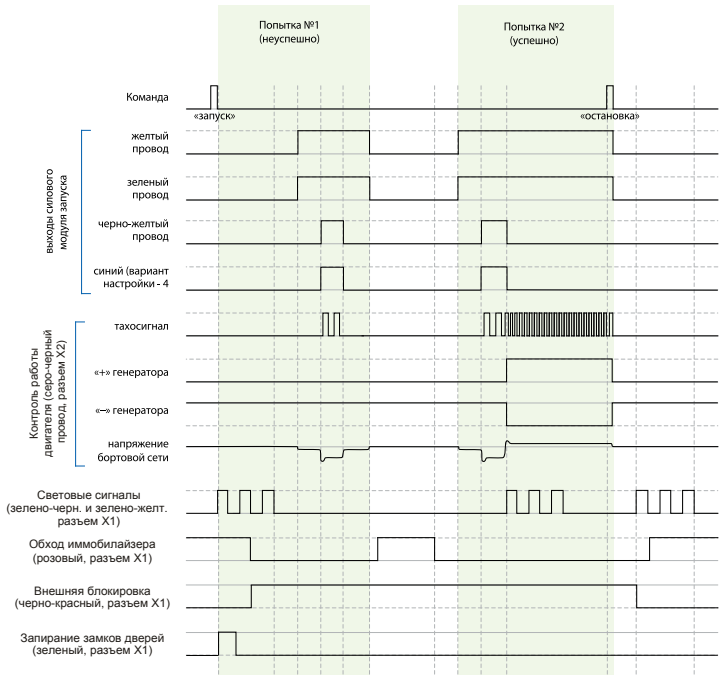 Попытка №1
(неуспешно)
Попытка №2
(успешно)
Команда
«запуск»
«остановка»
выходы силового
модуля запуска
желтый
провод
зеленый
провод
черно-желтый
провод
синий (вариант
настройки - 4
Контроль работы
двигателя (серо-черный
провод, разъем X2)
тахосигнал
«+» генератора
«—» генератора
напряжение
бортовой сети
Световые сигналы
(зелено-черн. и зелено-желт.
разъем X1)
Обход иммобилайзера
(розовый, разъем X1)
Внешняя блокировка
(черно-красный, разъем X1)
Запирание замков дверей
(зеленый, разъем X1)